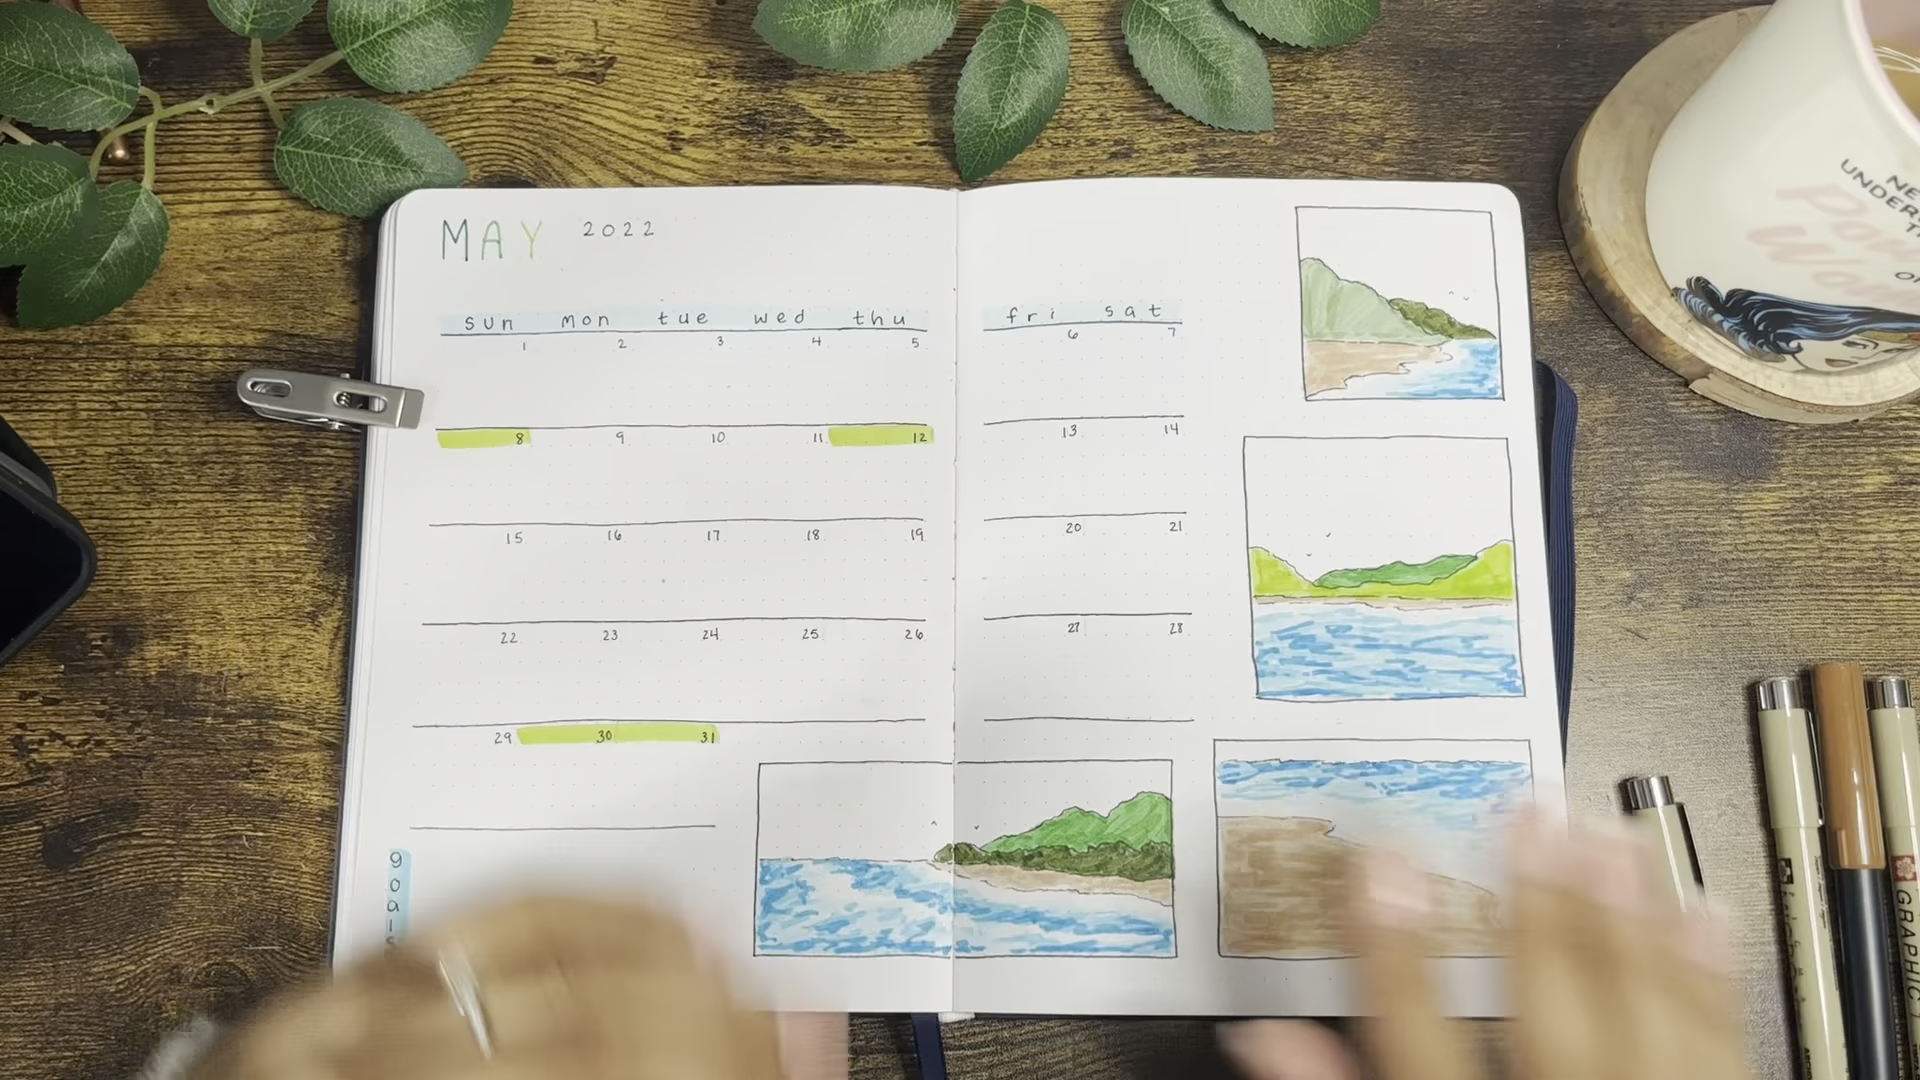 MAY 2022
sun mon tue wed thu fri sat
1 2 3 4 5 6 7
8 9 10 11 12 13 14
15 16 17 18 19 20 21
22 23 24 25 26 27 28
29 30 31
goals
GRAPHIC